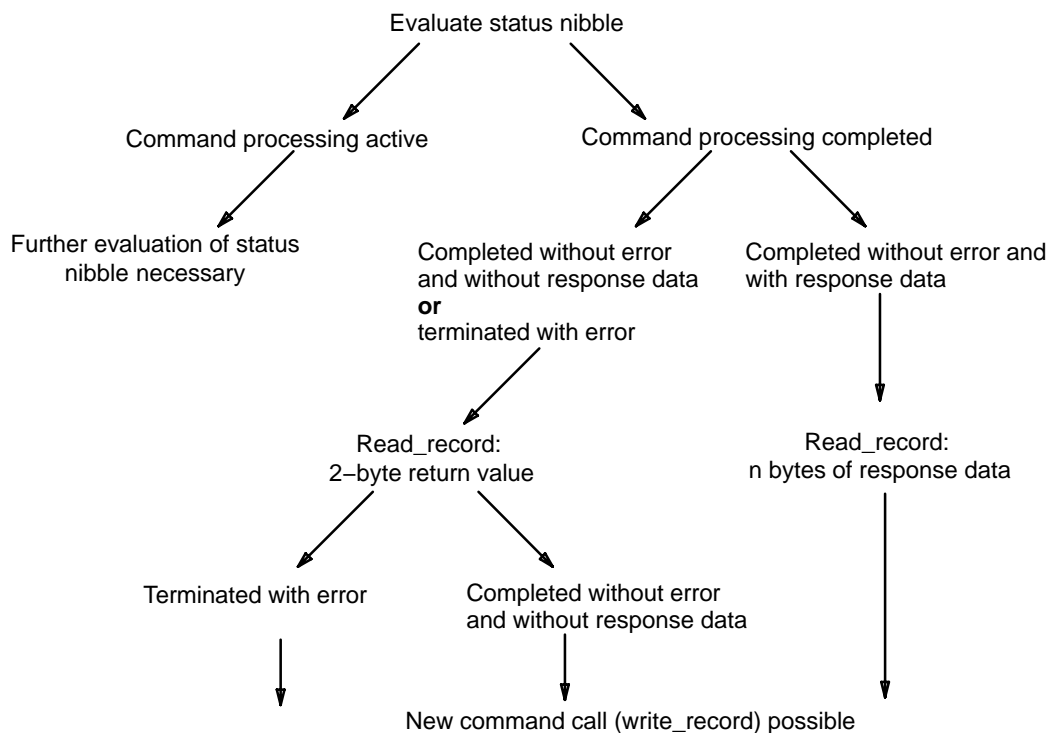 Evaluate status nibble
Command processing active
Command processing completed
Further evaluation of status
nibble necessary
Completed without error
and without response data
or
terminated with error
Completed without error and
with response data
Read_record:
2−byte return value
Read_record:
n bytes of response data
Terminated with error
Completed without error
and without response data
New command call (write_record) possible